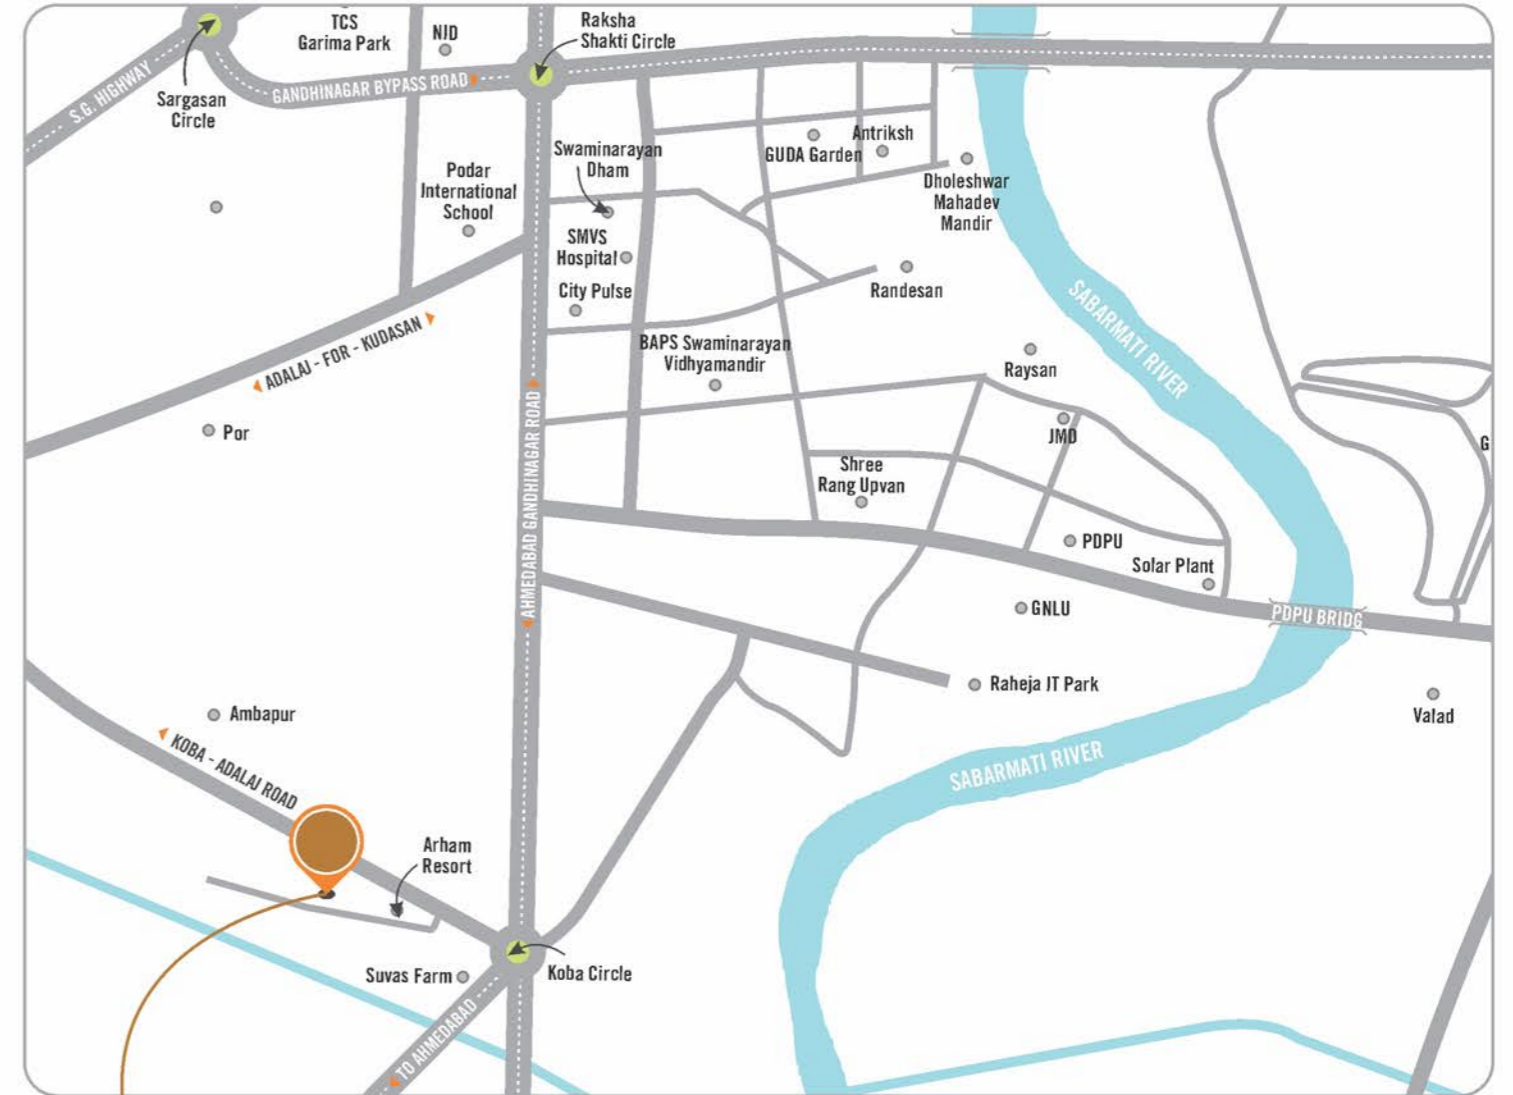 TCS
Garima Park
NJD
Raksha
Shakti Circle
S.G. HIGHWAY
Sargasan
Circle
GANDHINAGAR BYPASS ROAD
Swaminarayan
Dham
GUDA Garden
Antriksh
Podar
International
School
Dholeshwar
Mahadev
Mandir
SMVS
Hospital
City Pulse
Randesan
SABARMATI RIVER
ADALAJ - FOR - KUDASAN
BAPS Swaminarayan
Vidhyamandir
Raysan
JMD
Por
G
AHMEDABAD GANDHINAGAR ROAD
Shree
Rang Upvan
PDPU
Solar Plant
GNLU
PDPU BRIDG
Raheja IT Park
Valad
Ambapur
KOBA - ADALAJ ROAD
SABARMATI RIVER
Arham
Resort
Suvas Farm
Koba Circle
TO AHMEDABAD